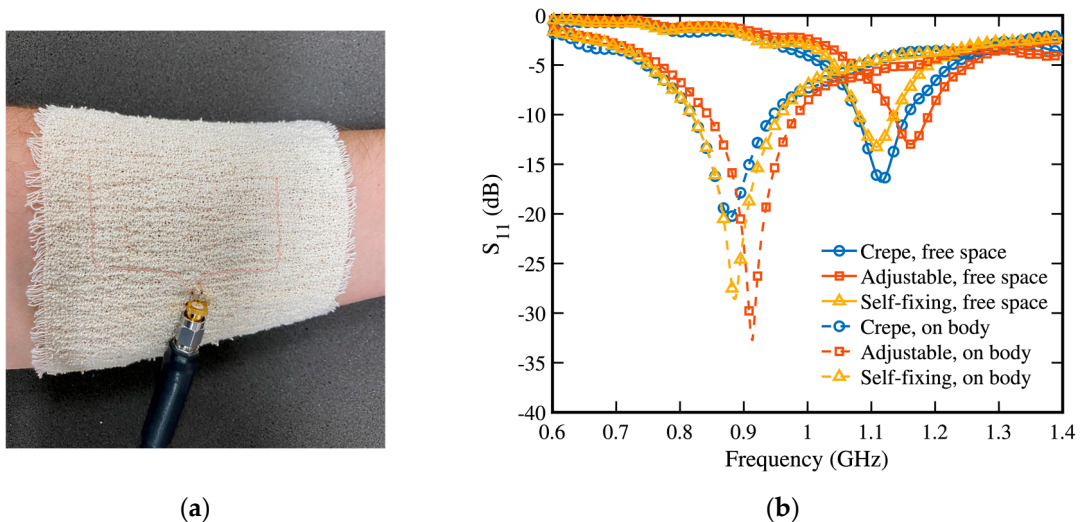 0
-5
-10
-15
-20
-25
-30
-35
-40
S11 (dB)
Crepe, free space
Adjustable, free space
Self-fixing, free space
Crepe, on body
Adjustable, on body
Self-fixing, on body
0.6 0.7 0.8 0.9 1 1.1 1.2 1.3 1.4
Frequency (GHz)
(a) (b)